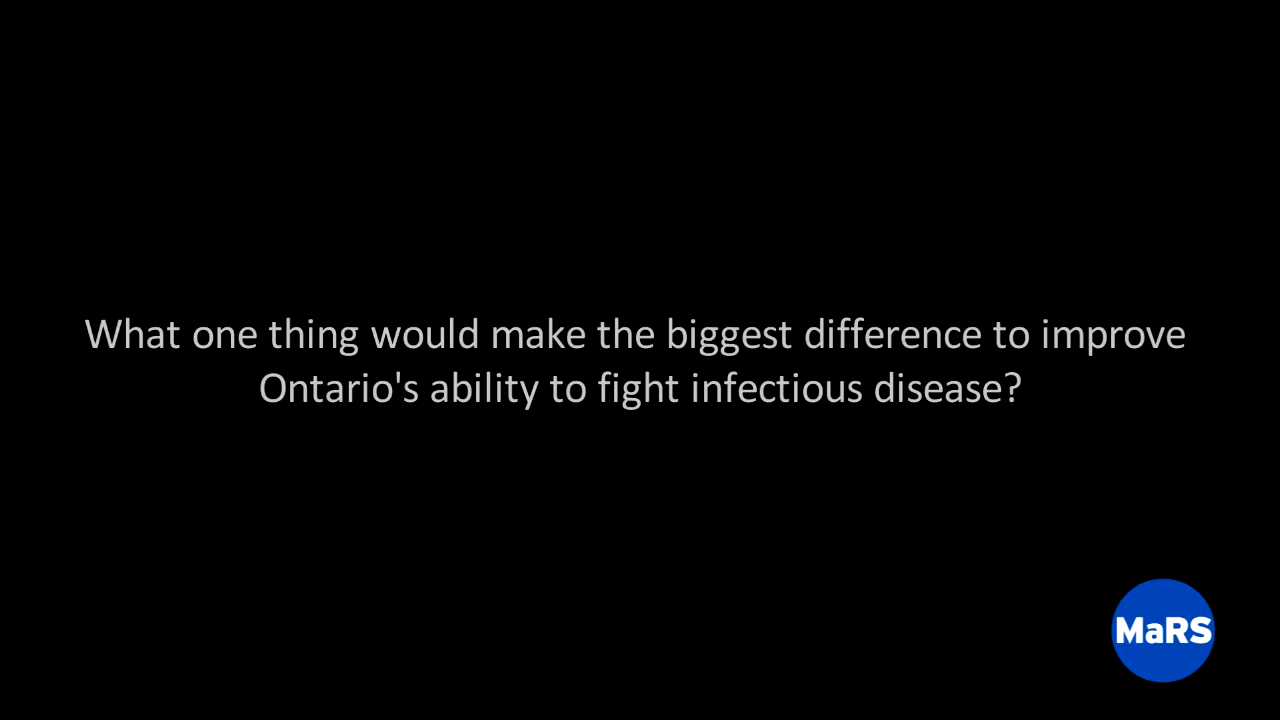 What one thing would make the biggest difference to improve
Ontario's ability to fight infectious disease?
MaRS